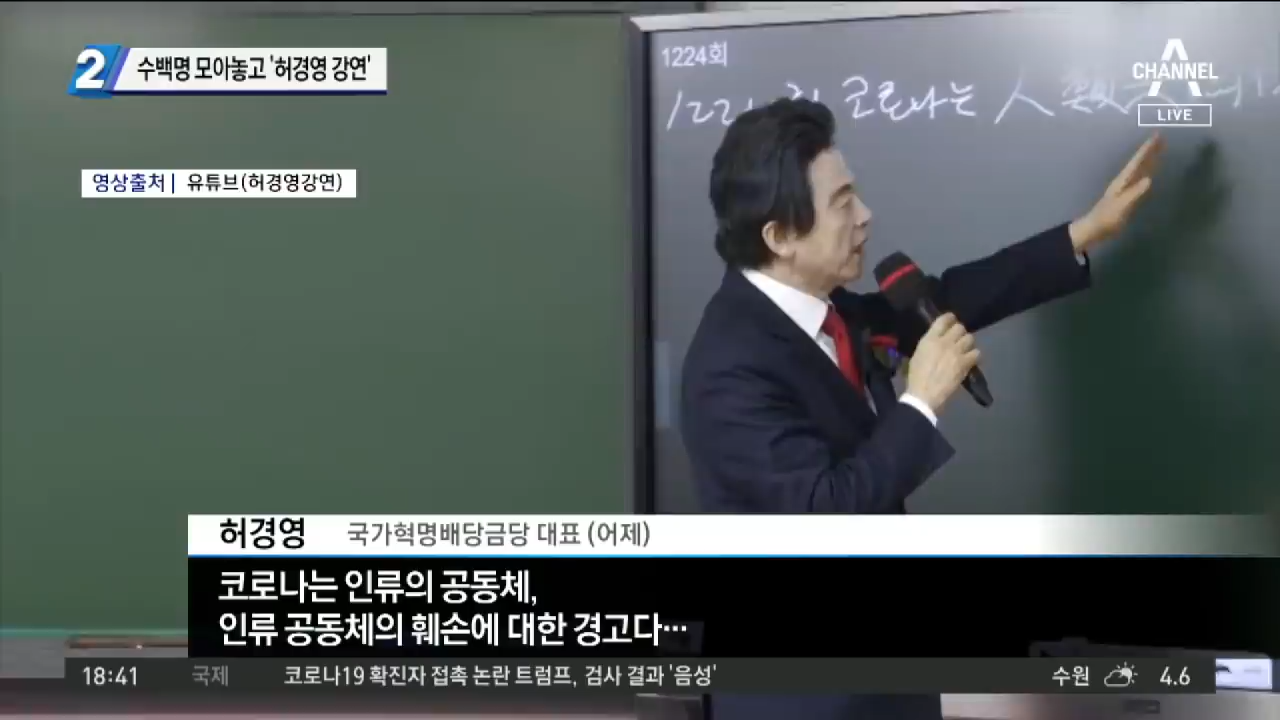 2
수백명 모아놓고 '허경영 강연'
CHANNEL A
LIVE
영상출처 | 유튜브(허경영강연)
1224회
코로나는 人
허경영 국가혁명배당금당 대표 (어제)
코로나는 인류의 공동체,
인류 공동체의 훼손에 대한 경고다…
18:41 국제 코로나19 확진자 접촉 논란 트럼프, 검사 결과 '음성' 수원 4.6